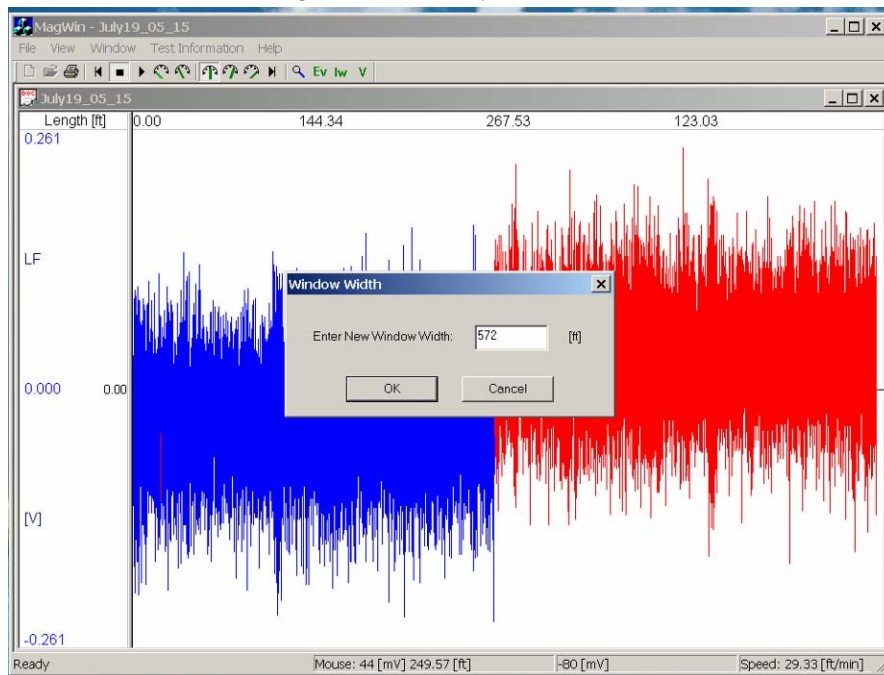 MagWin - July19_05_15
File View Window Test Information Help
Ev Iw V
July19_05_15
Length [ft] 0.00 144.34 267.53 123.03
0.261
LF
Window Width
Enter New Window Width: 572 [ft]
OK Cancel
0.000 0.00
[V]
-0.261
Ready Mouse: 44 [mV] 249.57 [ft] -80 [mV] Speed: 29.33 [ft/min]